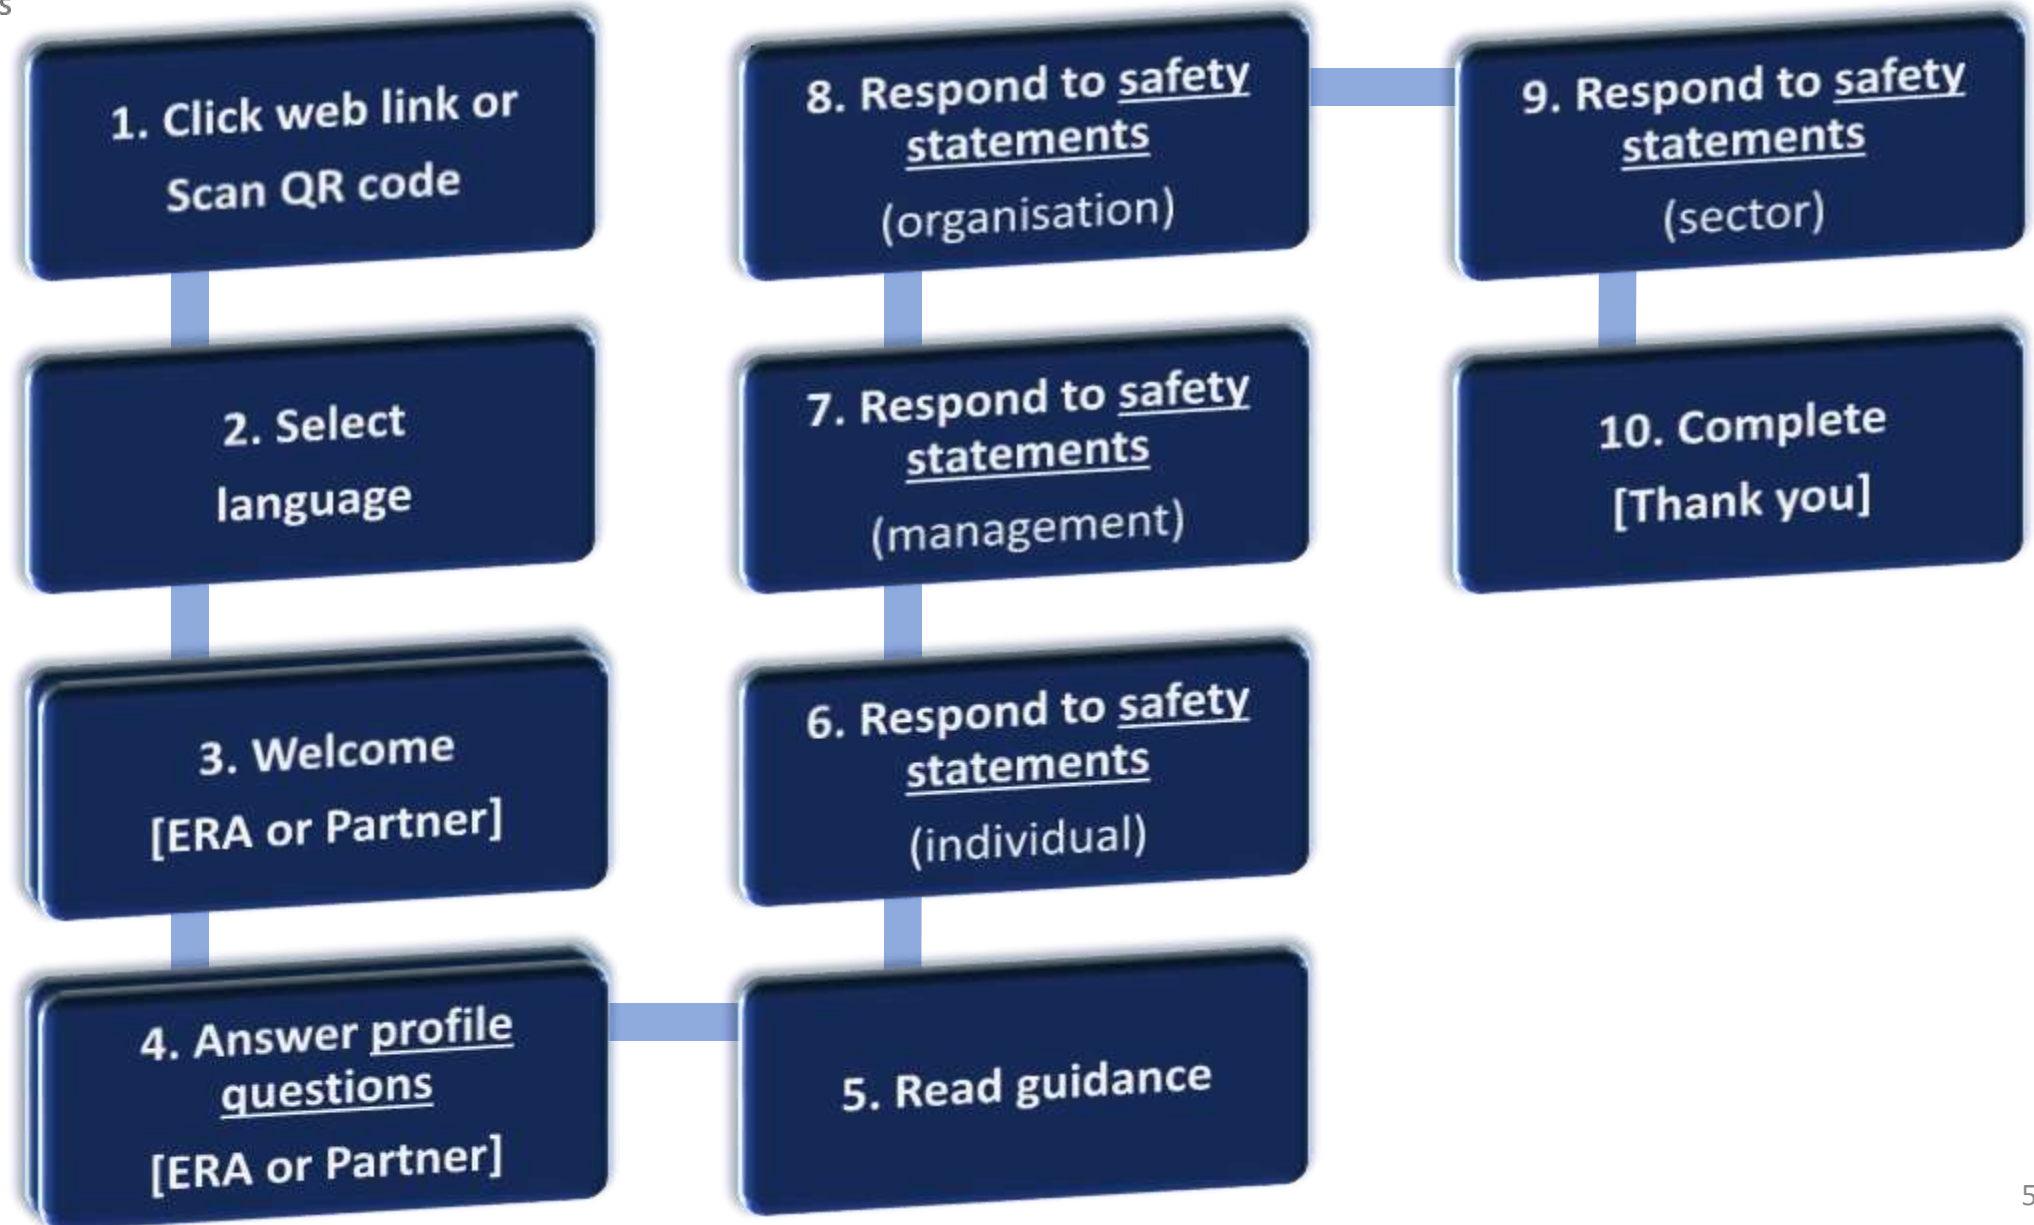 s
1. Click web link or
Scan QR code
2. Select
language
3. Welcome
[ERA or Partner]
4. Answer profile
questions
[ERA or Partner]
5. Read guidance
6. Respond to safety
statements
(individual)
7. Respond to safety
statements
(management)
8. Respond to safety
statements
(organisation)
9. Respond to safety
statements
(sector)
10. Complete
[Thank you]
5